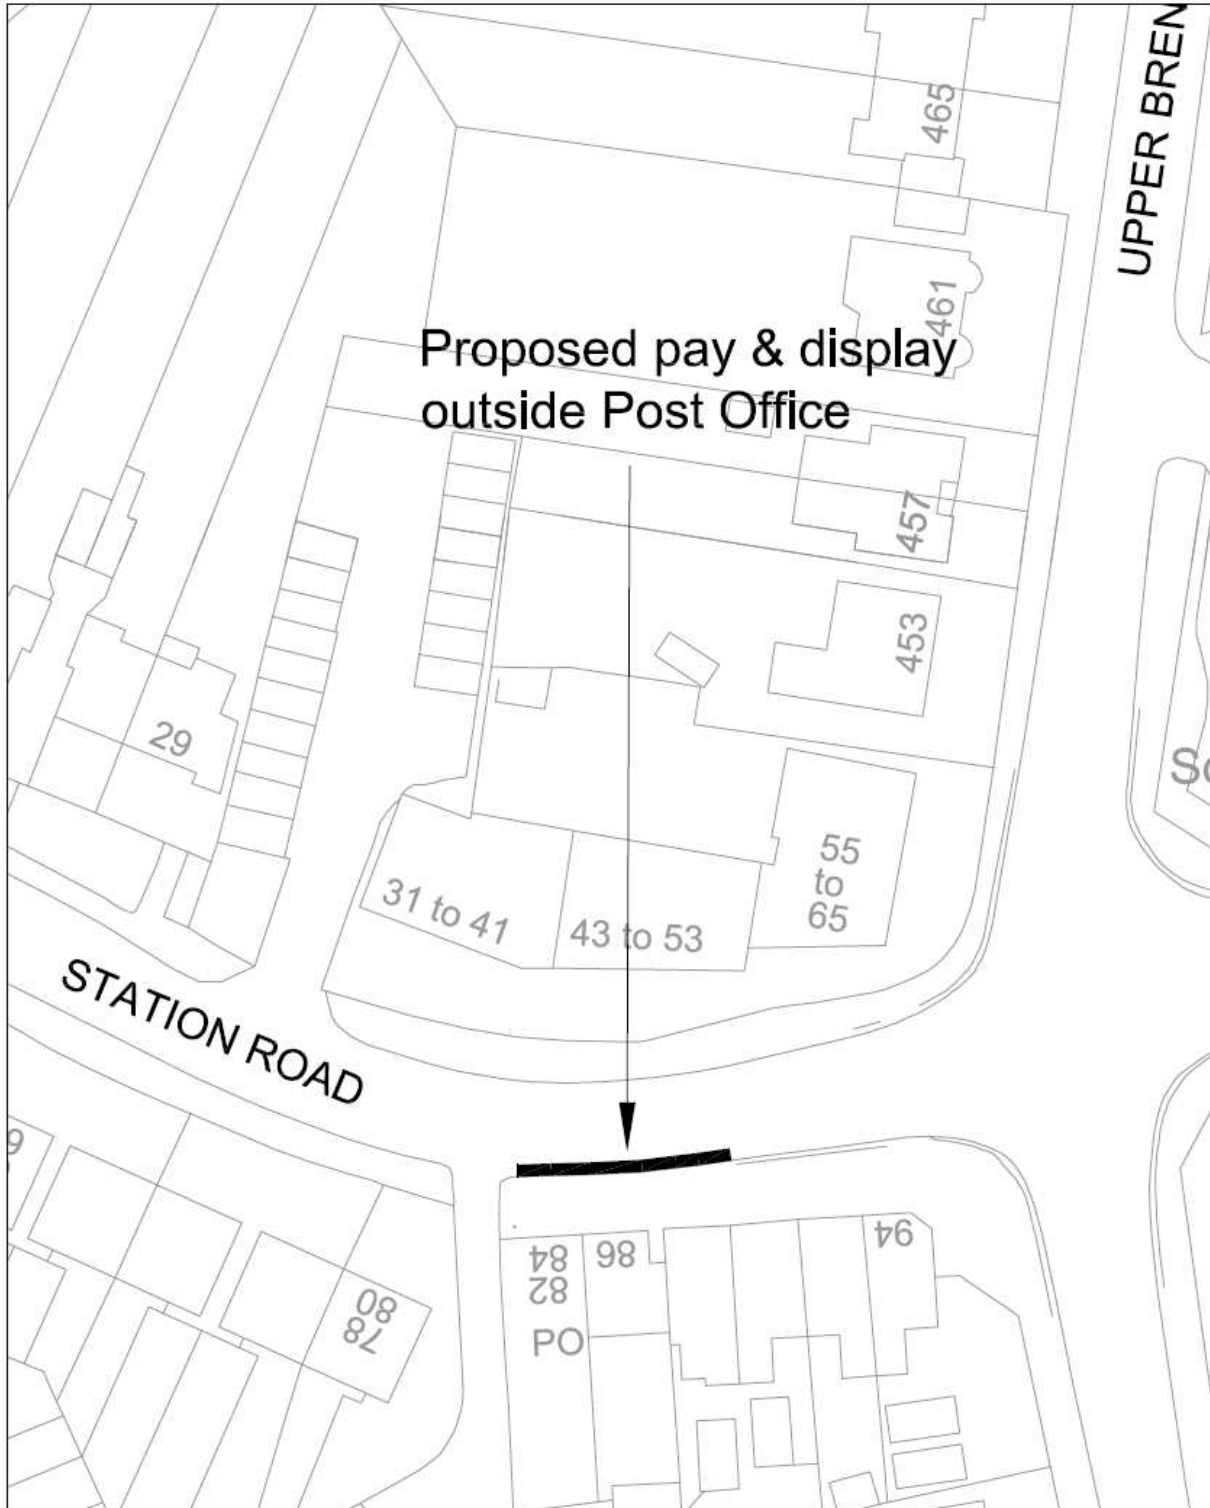 UPPER BREN
465
461
Proposed pay & display
outside Post Office
457
453
29
55
to
65
31 to 41
43 to 53
STATION ROAD
94
86
84
82
80
78
PO